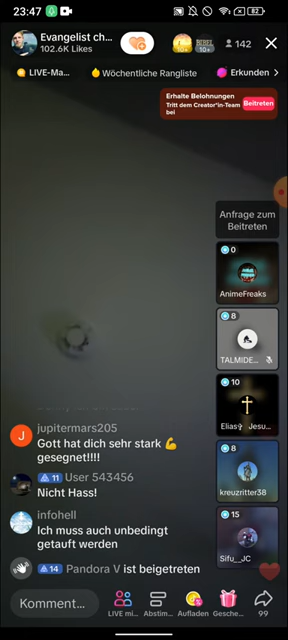 23:47
82
Evangelist ch...
102.6K Likes
10+
10+
142
LIVE-Ma...
Wöchentliche Rangliste
Erkunden
Erhalte Belohnungen
Tritt dem Creator*in-Team bei
Beitreten
Anfrage zum
Beitreten
0
AnimeFreaks
8
TALMIDE...
10
Elias✞ Jesu...
8
kreuzritter38
15
Sifu__JC
jupitermars205
Gott hat dich sehr stark 💪
gesegnet!!!!
11 User 543456
Nicht Hass!
infohell
Ich muss auch unbedingt
getauft werden
14 Pandora V ist beigetreten
Komment...
LIVE mi...
Abstim...
Aufladen
Gesche...
99